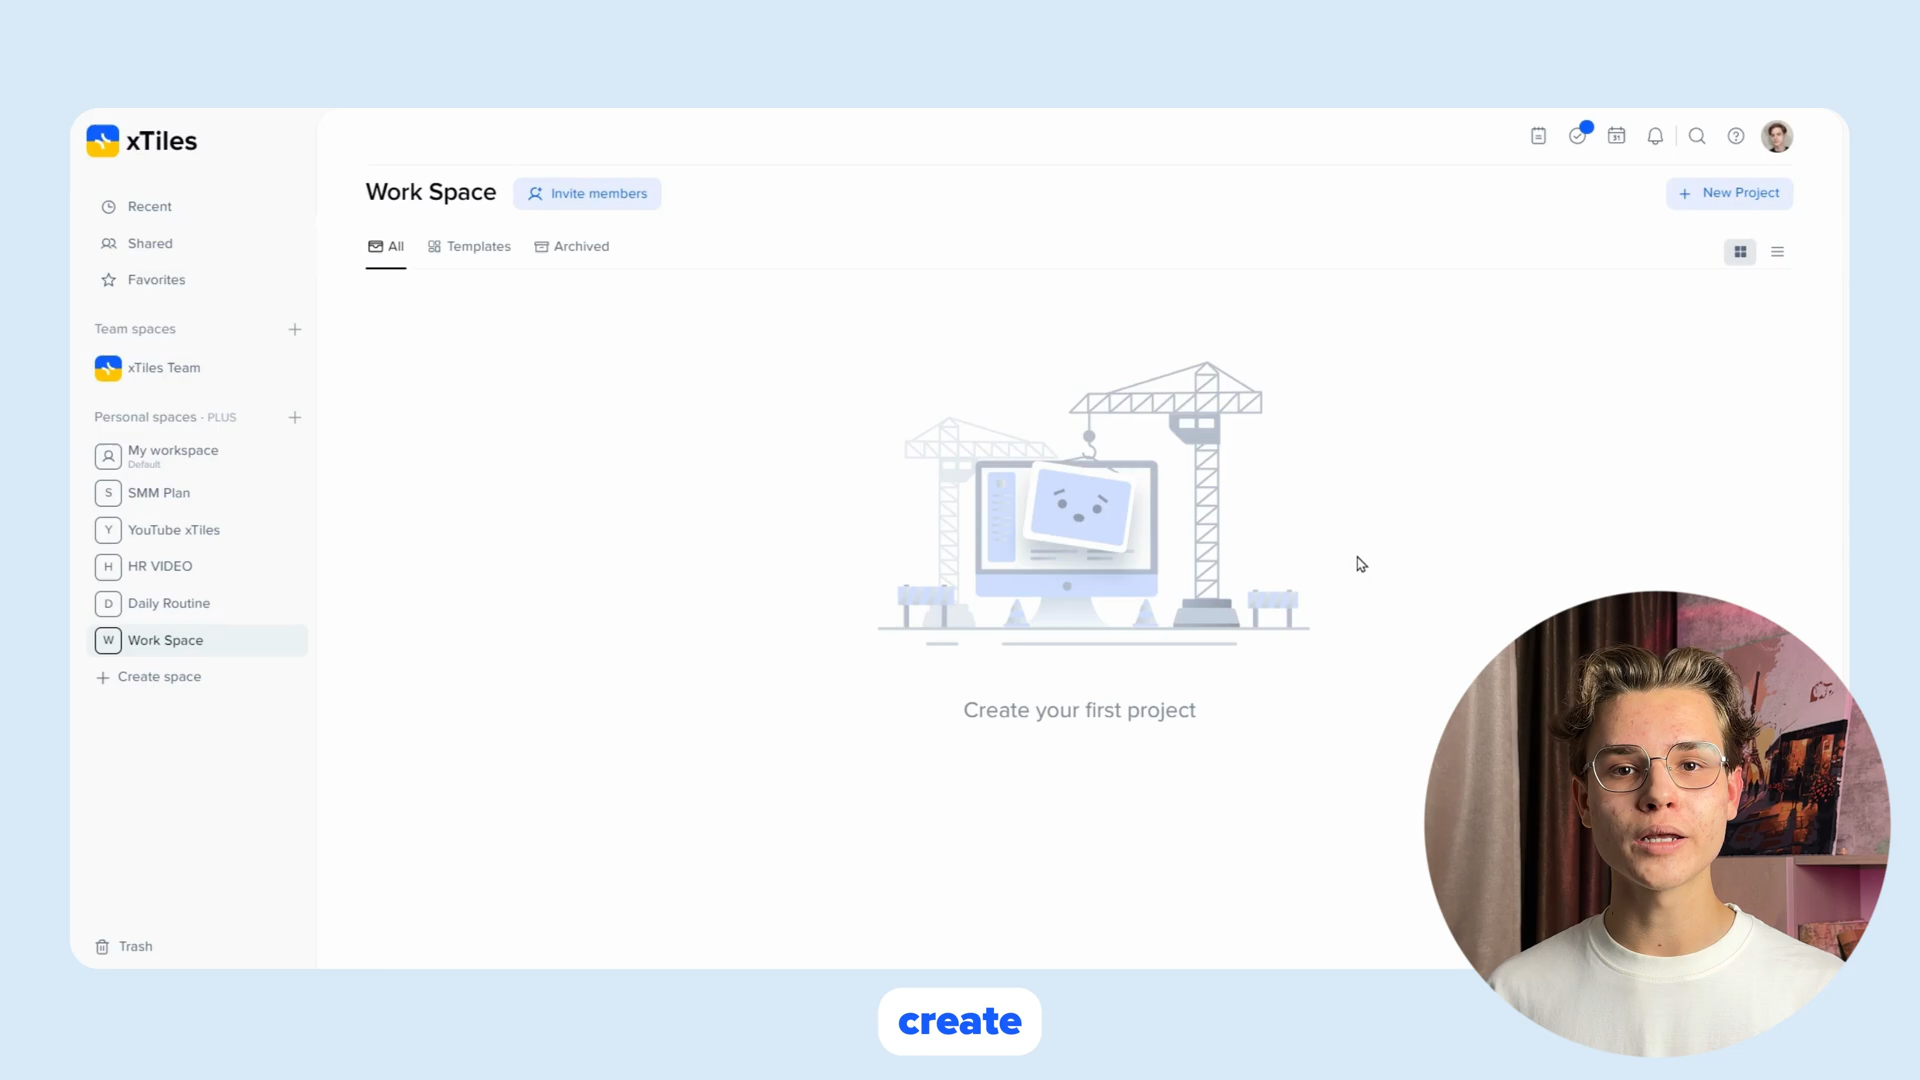 xTiles
Recent
Shared
Favorites
Team spaces
xTiles Team
Personal spaces · PLUS
My workspace
Default
S SMM Plan
Y YouTube xTiles
H HR VIDEO
D Daily Routine
W Work Space
Create space
Trash
31
Work Space
Invite members
New Project
All
Templates
Archived
Create your first project
create